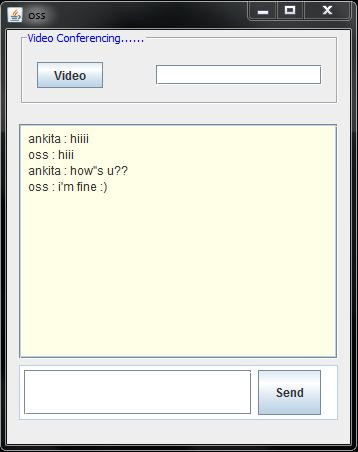 oss
Video Conferencing......
Video
ankita : hiiii
oss : hiii
ankita : how"s u??
oss : i'm fine :)
Send